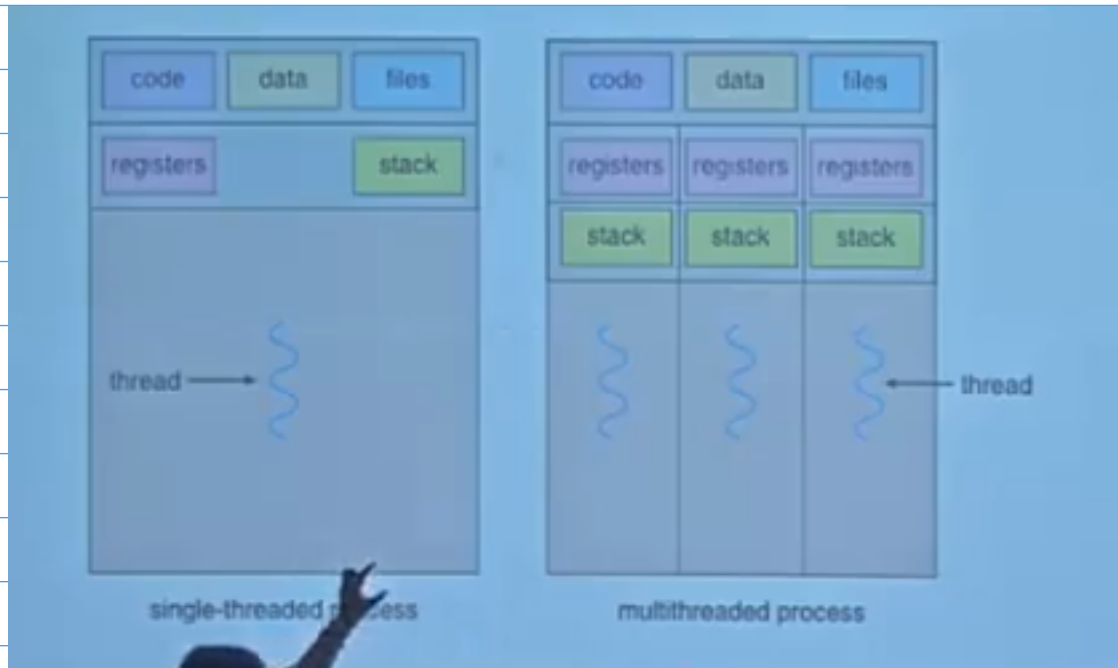 code data files
registers stack
thread
single-threaded process
code data files
registers registers registers
stack stack stack
thread
multithreaded process